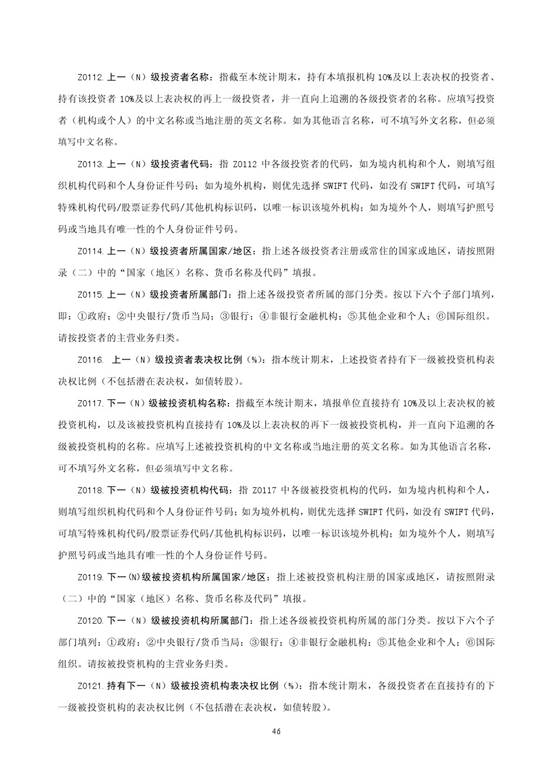 Z0112.上一（N）级投资者名称：指截至本统计期末，持有本填报机构 10%及以上表决权的投资者、
持有该投资者 10%及以上表决权的再上一级投资者，并一直向上追溯的各级投资者的名称。应填写投资
者（机构或个人）的中文名称或当地注册的英文名称。如为其他语言名称，可不填写外文名称，但必须
填写中文名称。
Z0113.上一（N）级投资者代码：指 Z0112 中各级投资者的代码，如为境内机构和个人，则填写组
织机构代码和个人身份证件号码；如为境外机构，则优先选择 SWIFT 代码，如没有 SWIFT 代码，可填写
特殊机构代码/股票证券代码/其他机构标识码，以唯一标识该境外机构；如为境外个人，则填写护照号
码或当地具有唯一性的个人身份证件号码。
Z0114.上一（N）级投资者所属国家/地区：指上述各级投资者注册或常住的国家或地区，请按照附
录（二）中的“国家（地区）名称、货币名称及代码”填报。
Z0115.上一（N）级投资者所属部门：指上述各级投资者所属的部门分类。按以下六个子部门填列，
即：①政府；②中央银行/货币当局；③银行；④非银行金融机构；⑤其他企业和个人；⑥国际组织。
请按投资者的主营业务归类。
Z0116. 上一（N）级投资者表决权比例（%）：指本统计期末，上述投资者持有下一级被投资机构表
决权比例（不包括潜在表决权，如债转股）。
Z0117.下一（N）级被投资机构名称：指截至本统计期末，填报单位直接持有 10%及以上表决权的被
投资机构，以及该被投资机构直接持有 10%及以上表决权的再下一级被投资机构，并一直向下追溯的各
级被投资机构的名称。应填写上述被投资机构的中文名称或当地注册的英文名称。如为其他语言名称，
可不填写外文名称，但必须填写中文名称。
Z0118.下一（N）级被投资机构代码：指 Z0117 中各级被投资机构的代码，如为境内机构和个人，
则填写组织机构代码和个人身份证件号码；如为境外机构，则优先选择 SWIFT 代码，如没有 SWIFT 代码，
可填写特殊机构代码/股票证券代码/其他机构标识码，以唯一标识该境外机构；如为境外个人，则填写
护照号码或当地具有唯一性的个人身份证件号码。
Z0119.下一(N)级被投资机构所属国家/地区：指上述被投资机构注册的国家或地区，请按照附录
（二）中的“国家（地区）名称、货币名称及代码”填报。
Z0120.下一（N）级被投资机构所属部门：指上述各级被投资机构所属的部门分类。按以下六个子
部门填列：①政府；②中央银行/货币当局；③银行；④非银行金融机构；⑤其他企业和个人；⑥国际
组织。请按被投资机构的主营业务归类。
Z0121.持有下一（N）级被投资机构表决权比例（%）：指本统计期末，各级投资者在直接持有的下
一级被投资机构的表决权比例（不包括潜在表决权，如债转股）。
46